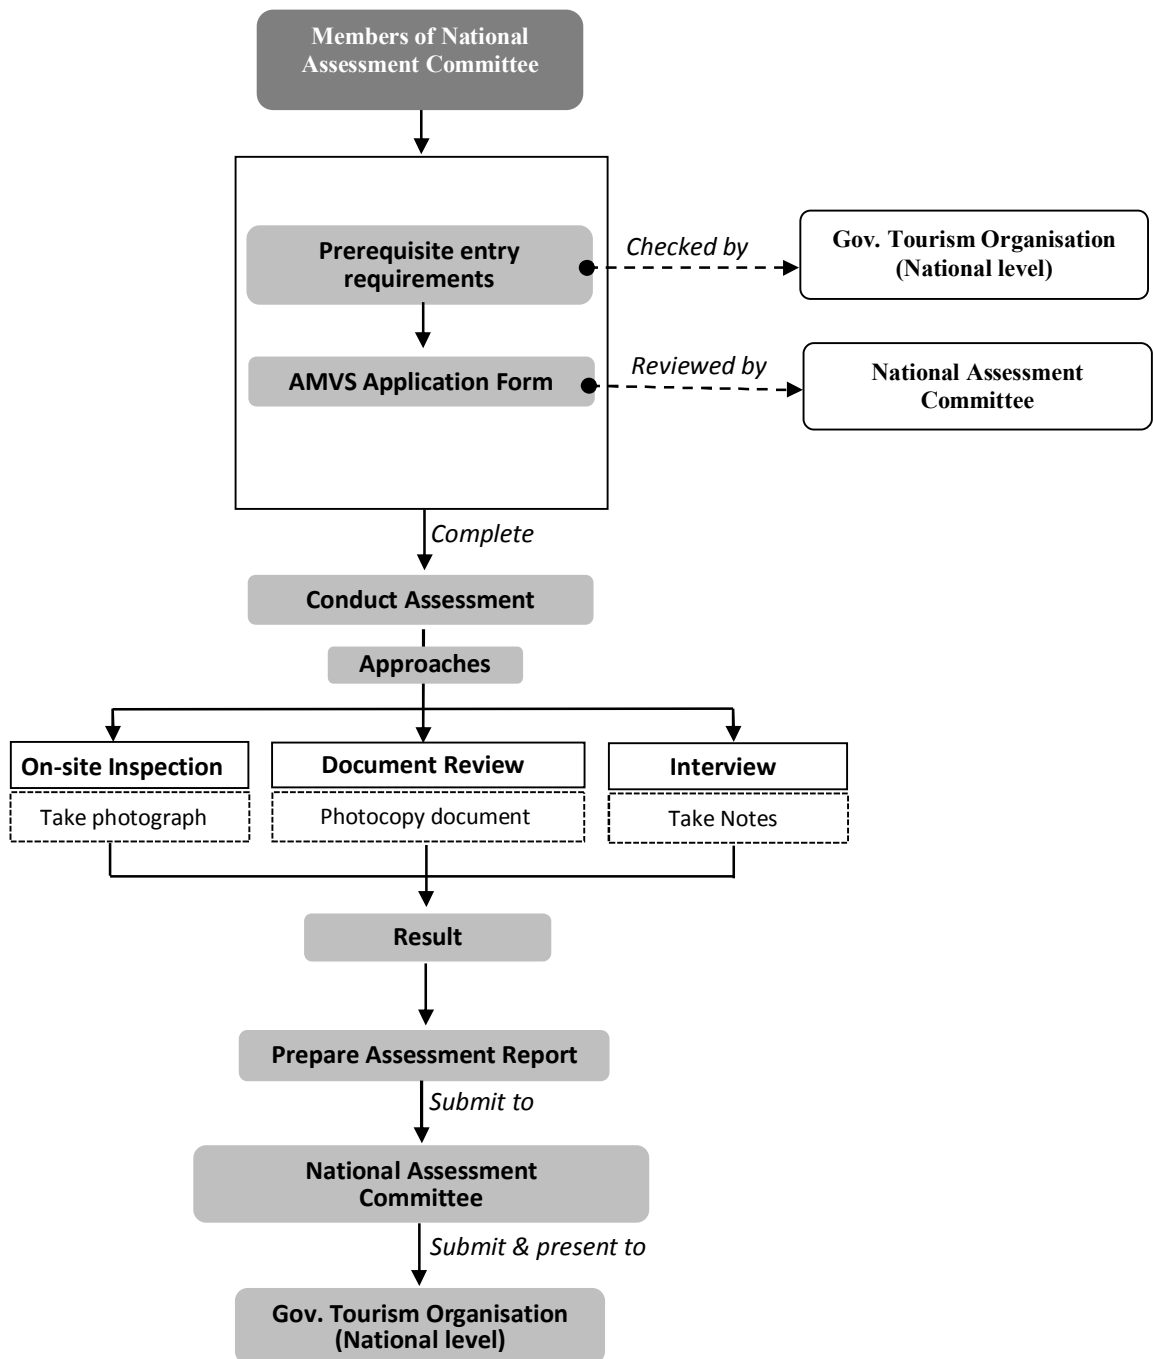 Members of National
Assessment Committee
Prerequisite entry
requirements
Checked by
Gov. Tourism Organisation
(National level)
AMVS Application Form
Reviewed by
National Assessment
Committee
Complete
Conduct Assessment
Approaches
On-site Inspection
Document Review
Interview
Take photograph
Photocopy document
Take Notes
Result
Prepare Assessment Report
Submit to
National Assessment
Committee
Submit & present to
Gov. Tourism Organisation
(National level)